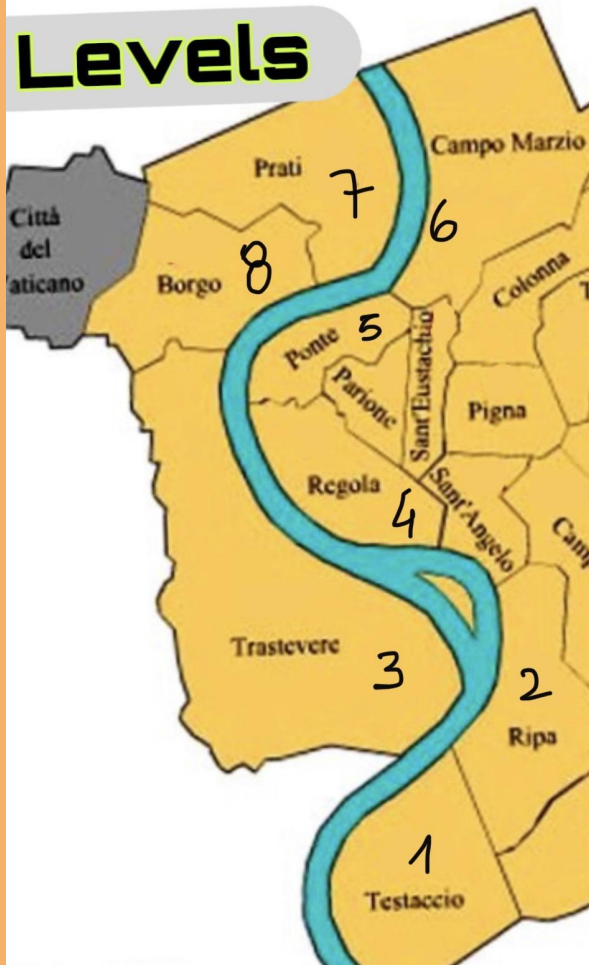 Levels
Campo Marzio
Prati
7
Città
del
aticano
6
Borgo
8
Colonna
T
Ponte
5
Parione
Sant'Eustachio
Pigna
Regola
4
Sant'Angelo
Camp
Trastevere
3
2
Ripa
1
Testaccio